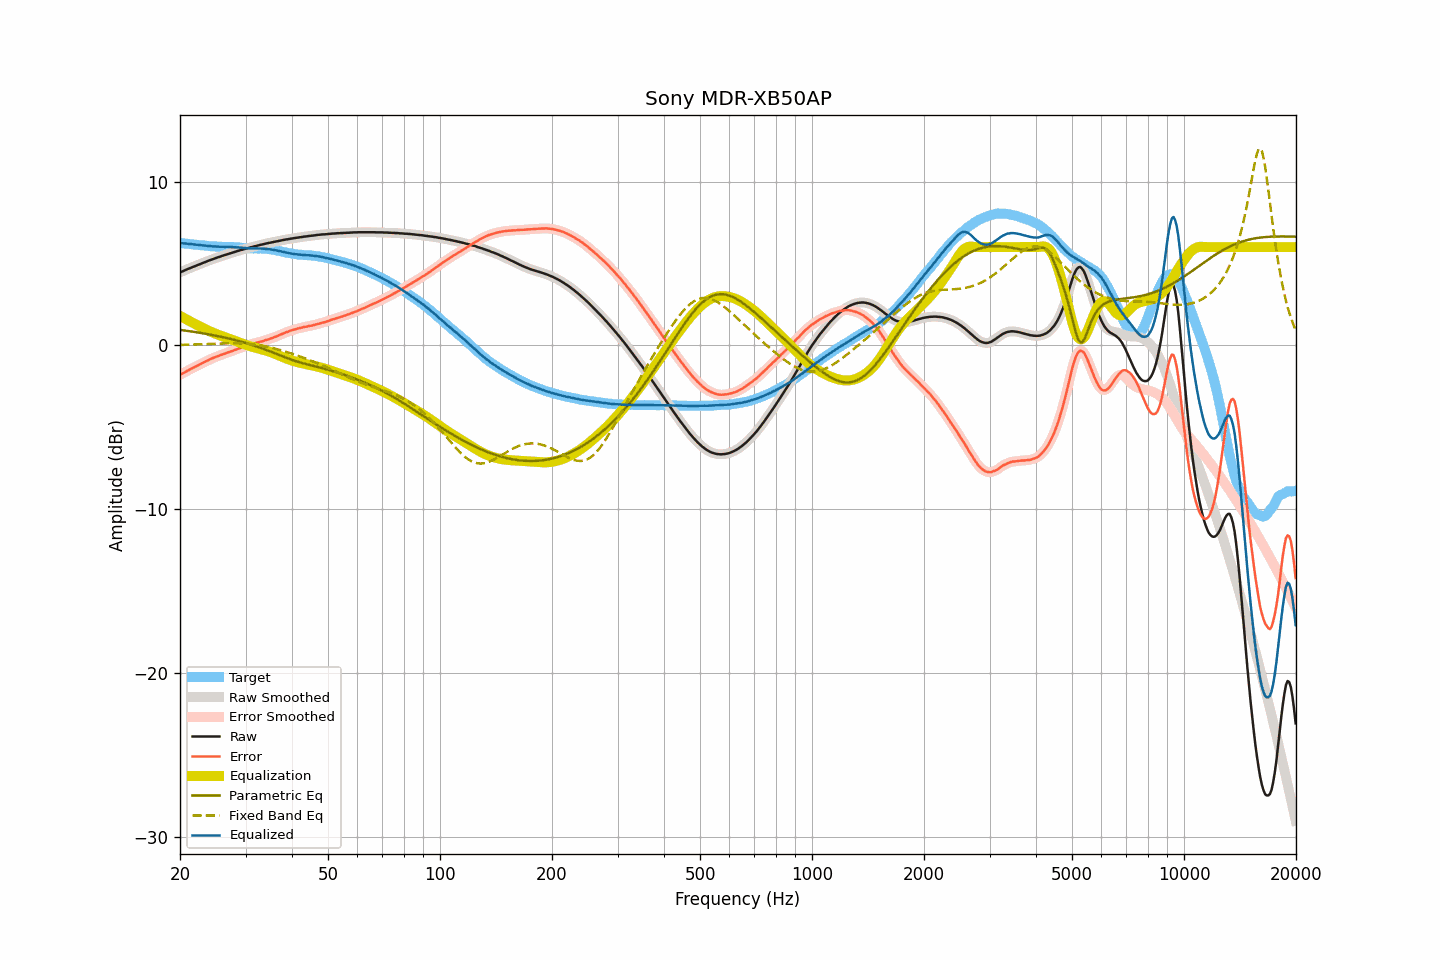 Sony MDR-XB50AP
Amplitude (dBr)
10
0
−10
−20
−30
Target
Raw Smoothed
Error Smoothed
Raw
Error
Equalization
Parametric Eq
Fixed Band Eq
Equalized
20 50 100 200 500 1000 2000 5000 10000 20000
Frequency (Hz)